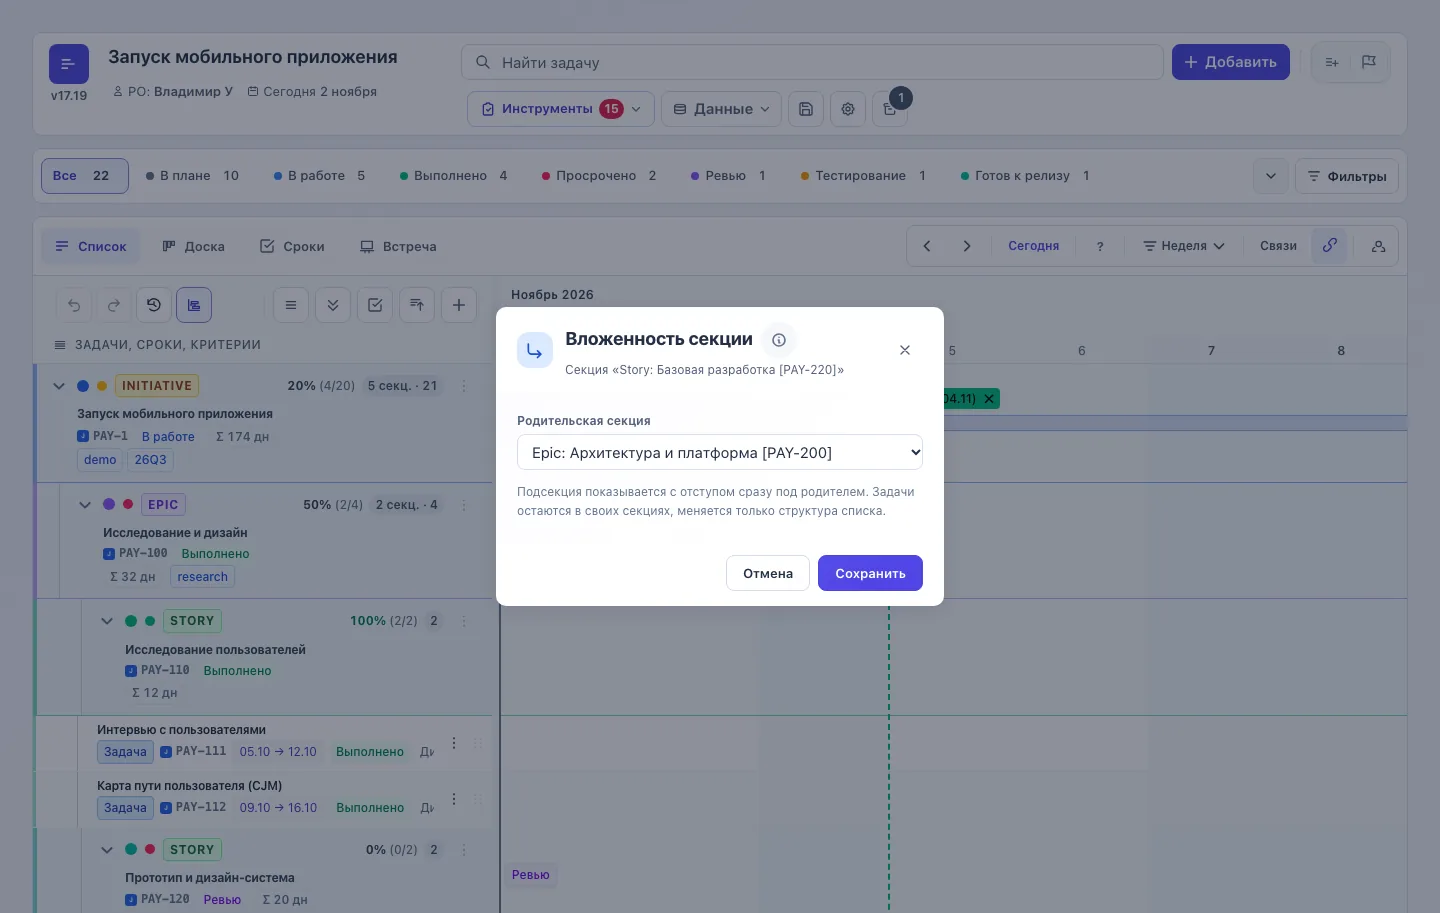 Запуск мобильного приложения
v17.19
PO: Владимир У
Сегодня 2 ноября
Найти задачу
Добавить
Инструменты 15
Данные
1
Все 22
В плане 10
В работе 5
Выполнено 4
Просрочено 2
Ревью 1
Тестирование 1
Готов к релизу 1
Фильтры
Список
Доска
Сроки
Встреча
Сегодня
?
Неделя
Связи
ЗАДАЧИ, СРОКИ, КРИТЕРИИ
Ноябрь 2026
5 6 7 8
04.11)
INITIATIVE 20% (4/20) 5 секц. · 21
Запуск мобильного приложения
PAY-1 В работе Σ 174 дн
demo 26Q3
EPIC 50% (2/4) 2 секц. · 4
Исследование и дизайн
PAY-100 Выполнено
Σ 32 дн research
STORY 100% (2/2) 2
Исследование пользователей
PAY-110 Выполнено
Σ 12 дн
Интервью с пользователями
Задача PAY-111 05.10 → 12.10 Выполнено
Карта пути пользователя (CJM)
Задача PAY-112 09.10 → 16.10 Выполнено
STORY 0% (0/2) 2
Прототип и дизайн-система
PAY-120 Ревью Σ 20 дн
Ревью
Вложенность секции
Секция «Story: Базовая разработка [PAY-220]»
Родительская секция
Epic: Архитектура и платформа [PAY-200]
Подсекция показывается с отступом сразу под родителем. Задачи
остаются в своих секциях, меняется только структура списка.
Отмена
Сохранить